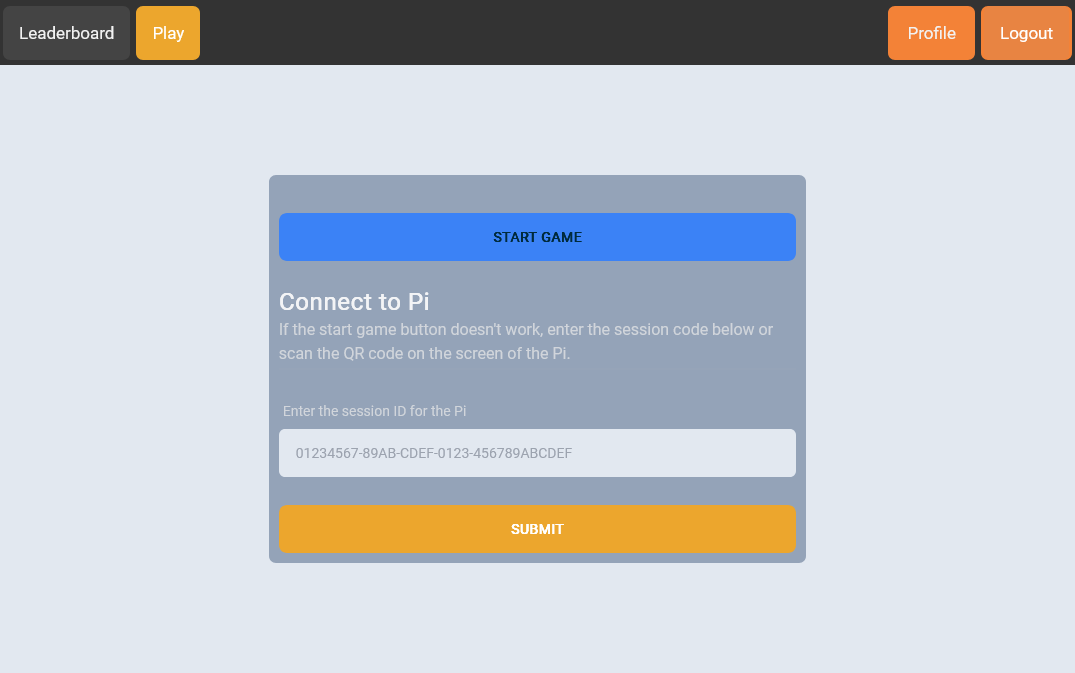 Leaderboard Play Profile Logout
START GAME
Connect to Pi
If the start game button doesn't work, enter the session code below or
scan the QR code on the screen of the Pi.
Enter the session ID for the Pi
01234567-89AB-CDEF-0123-456789ABCDEF
SUBMIT